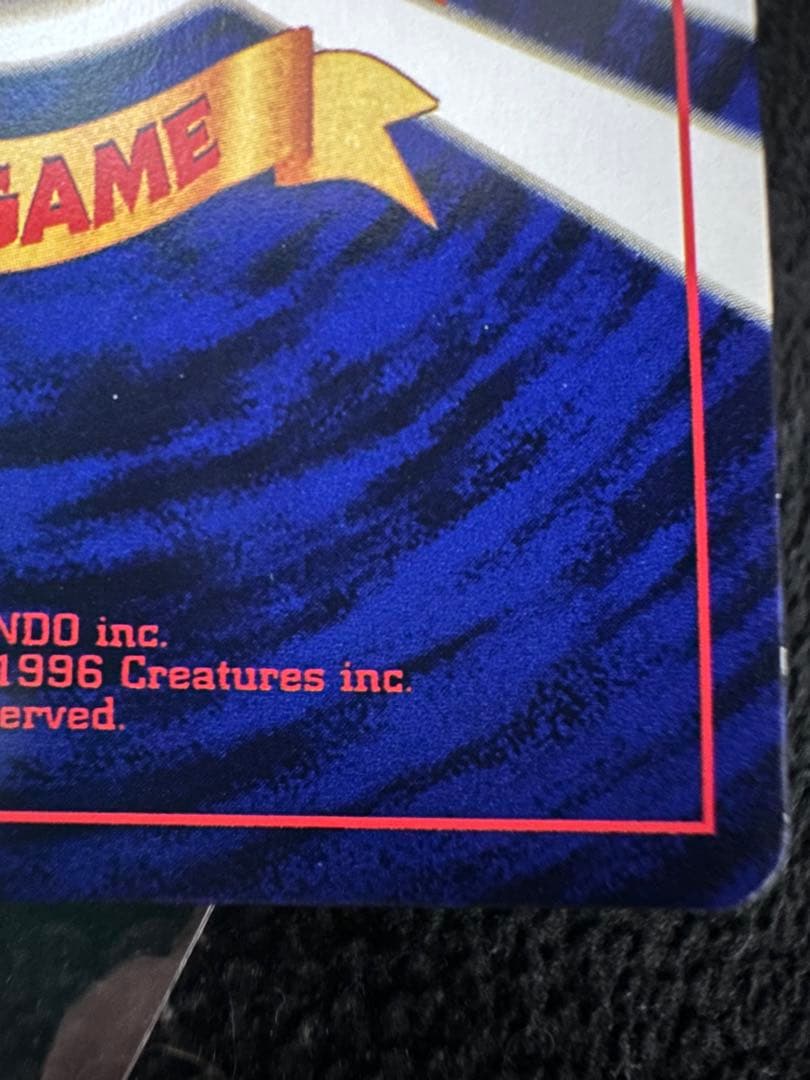 GAME
NDO inc.
1996 Creatures inc.
erved.